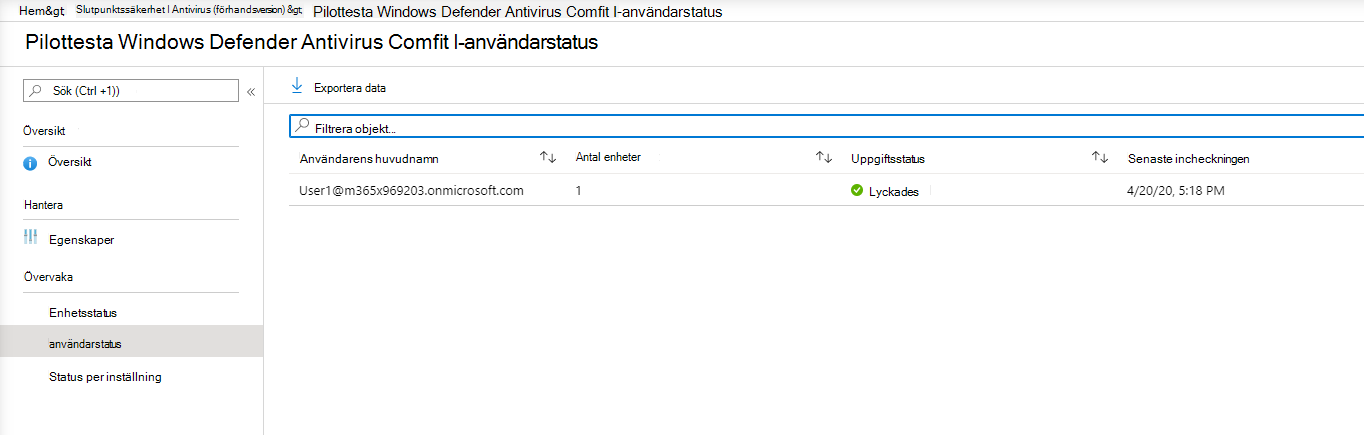 Hem&gt Slutpunktssäkerhet l Antivirus (förhandsversion) &gt; Pilottesta Windows Defender Antivirus Comfit l-användarstatus
Pilottesta Windows Defender Antivirus Comfit l-användarstatus
Sök (Ctrl +1)) «
Exportera data
Översikt
Filtrera objekt...
Användarens huvudnamn Antal enheter Uppgiftsstatus Senaste incheckningen
Översikt
User1@m365x969203.onmicrosoft.com 1 Lyckades 4/20/20, 5:18 PM
Hantera
Egenskaper
Övervaka
Enhetsstatus
användarstatus
Status per inställning